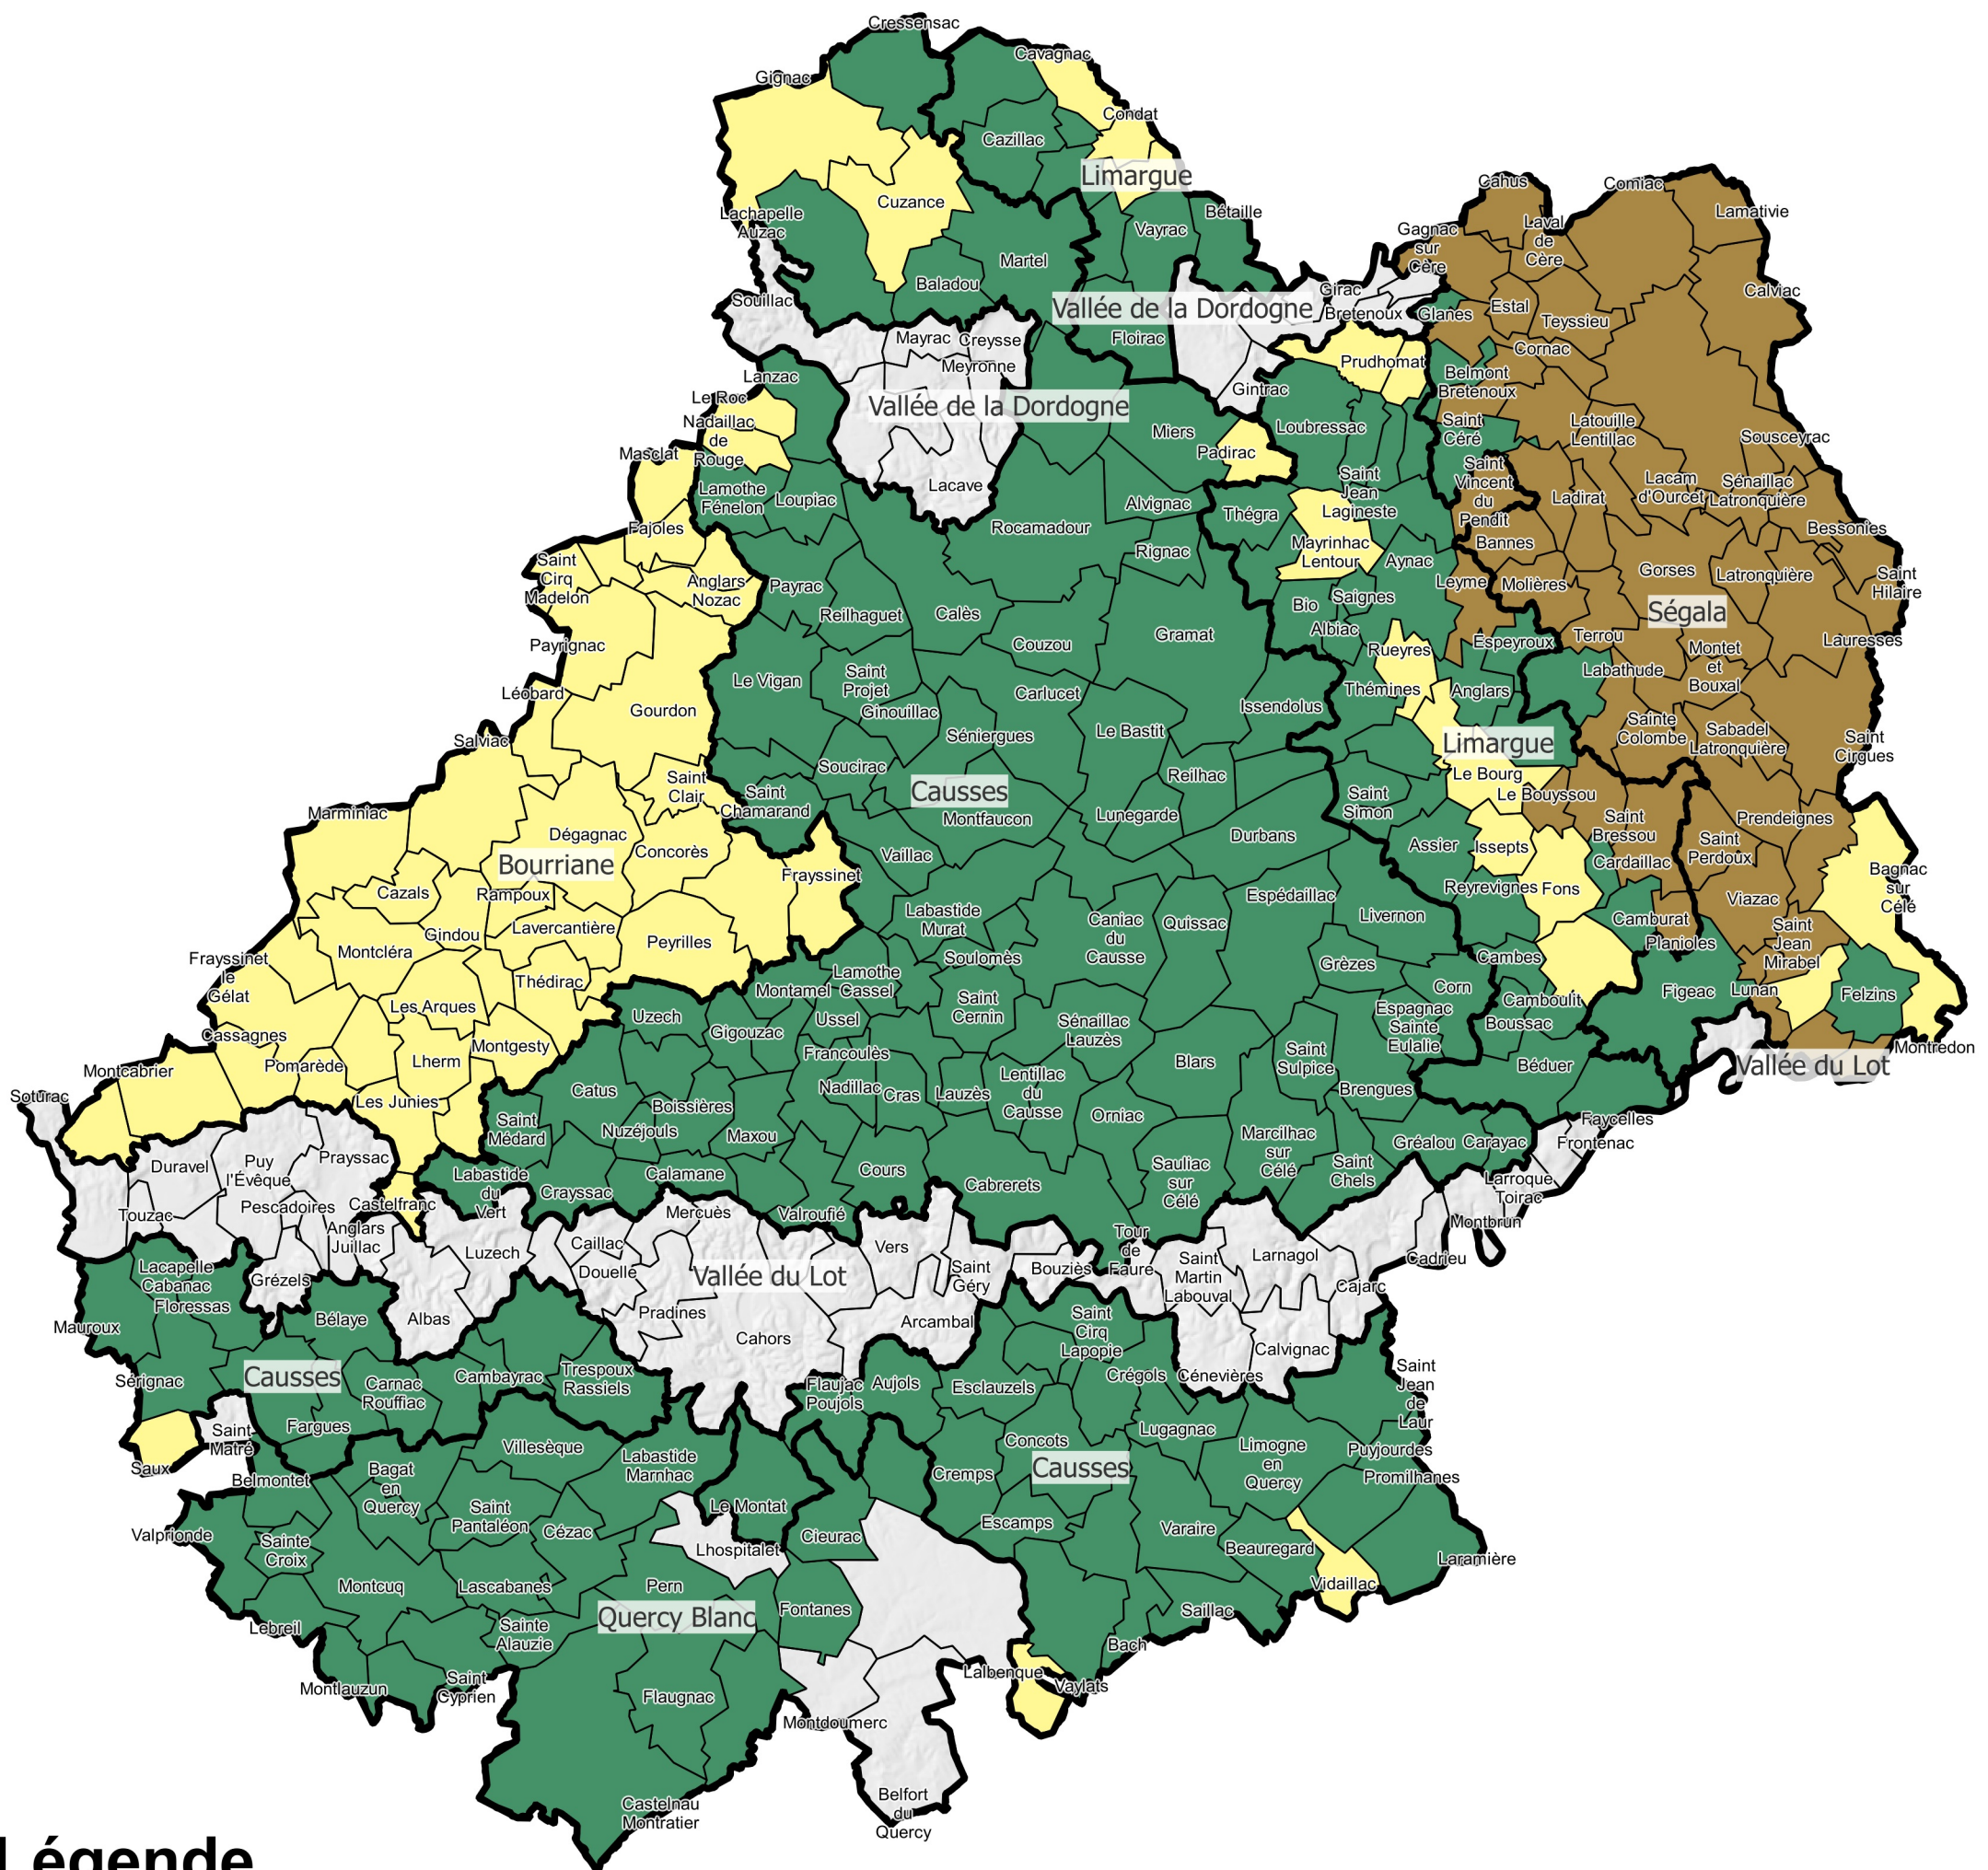 Cressensac
Cavagnac
Gignac
Condat
Cazillac
Limargue
Cahus
Comiac
Cuzance
Lachapelle
Auzac
Bétaille
Lamativie
Vayrac
Laval
de
Cère
Gagnac
sur
Cère
Martel
Baladou
Souillac
Girac
Calviac
Vallée de la Dordogne
Bretenoux
Glanes
Estal
Teyssieu
Mayrac
Creysse
Floirac
Meyronne
Cornac
Prudhomat
Lanzac
Belmont
Bretenoux
Gintrac
Le Roc
Vallée de la Dordogne
Nadaillac
de
Rouge
Miers
Loubressac
Saint
Céré
Latouille
Lentillac
Sousceyrac
Masclat
Padirac
Lacave
Saint
Jean
Lagineste
Saint
Vincent
du
Pendit
Ladirat
Lacam
d'Ourcet
Sénaillac
Latronquière
Lamothe
Fénelon
Loupiac
Alvignac
Thégra
Fajoles
Rocamadour
Bessonies
Rignac
Mayrinhac
Lentour
Bannes
Aynac
Saint
Cirq
Madelon
Anglars
Nozac
Payrac
Leyme
Molières
Gorses
Latronquière
Saint
Hilaire
Reilhaguet
Calès
Bio
Saignes
Ségala
Albiac
Gramat
Couzou
Payrignac
Rueyres
Espeyroux
Terrou
Lauresses
Montet
et
Bouxal
Labathude
Le Vigan
Saint
Projet
Léobard
Carlucet
Thémines
Anglars
Gourdon
Ginouillac
Issendolus
Séniergues
Le Bastit
Sainte
Colombe
Sabadel
Latronquière
Saint
Cirgues
Salviac
Limargue
Soucirac
Reilhac
Le Bourg
Saint
Clair
Saint
Chamarand
Causses
Le Bouyssou
Saint
Simon
Marminiac
Montfaucon
Lunegarde
Saint
Bressou
Prendeignes
Dégagnac
Concorès
Durbans
Assier
Issepts
Saint
Perdoux
Bourriane
Vaillac
Cardaillac
Frayssinet
Bagnac
sur
Célé
Cazals
Rampoux
Espédaillac
Reyrevignes
Fons
Viazac
Labastide
Murat
Caniac
du
Causse
Quissac
Livernon
Camburat
Lavercantière
Gindou
Peyrilles
Montcléra
Planioles
Saint
Jean
Mirabel
Soulomès
Grèzes
Cambes
Frayssinet
le
Gélat
Thédirac
Lamothe
Cassel
Montamel
Corn
Figeac
Lunan
Felzins
Les Arques
Saint
Cernin
Camboulit
Uzech
Ussel
Gigouzac
Sénaillac
Lauzès
Espagnac
Sainte
Eulalie
Boussac
Cassagnes
Montgesty
Montredon
Francoulès
Pomarède
Lherm
Blars
Saint
Sulpice
Béduer
Vallée du Lot
Montcabrier
Soturac
Catus
Nadillac
Cras
Lauzès
Lentillac
du
Causse
Brengues
Les Junies
Boissières
Orniac
Faycelles
Saint
Médard
Nuzéjouls
Maxou
Marcilhac
sur
Célé
Gréalou
Carayac
Frontenac
Duravel
Puy
l'Évêque
Prayssac
Labastide
du
Vert
Calamane
Cours
Sauliac
sur
Célé
Saint
Chels
Crayssac
Cabrerets
Larroque
Toirac
Touzac
Pescadoires
Castelfranc
Mercuès
Valroufié
Montbrun
Anglars
Juillac
Luzech
Caillac
Vers
Tour
de
Faure
Larnagol
Cadrieu
Lacapelle
Cabanac
Grézels
Douelle
Vallée du Lot
Saint
Géry
Bouziès
Saint
Martin
Labouval
Cajarc
Floressas
Mauroux
Bélaye
Albas
Pradines
Cahors
Arcambal
Saint
Cirq
Lapopie
Calvignac
Sérignac
Causses
Carnac
Rouffiac
Cambayrac
Trespoux
Rassiels
Flaujac
Poujols
Aujols
Esclauzels
Crégols
Cénevières
Saint
Jean
de
Laur
Fargues
Saint
Matré
Saux
Villesèque
Concots
Lugagnac
Limogne
en
Quercy
Puyjourdes
Belmontet
Bagat
en
Quercy
Labastide
Marnhac
Cremps
Causses
Promilhanes
Valprionde
Saint
Pantaléon
Le Montat
Cézac
Escamps
Varaire
Cieurac
Sainte
Croix
Lhospitalet
Beauregard
Laramière
Montcuq
Lascabanes
Pern
Vidaillac
Quercy Blanc
Fontanes
Saillac
Lebreil
Sainte
Alauzie
Bach
Lalbenque
Vaylats
Montlauzun
Saint
Cyprien
Flaugnac
Montdoumerc
Castelnau
Montratier
Belfort
du
Quercy
Légende